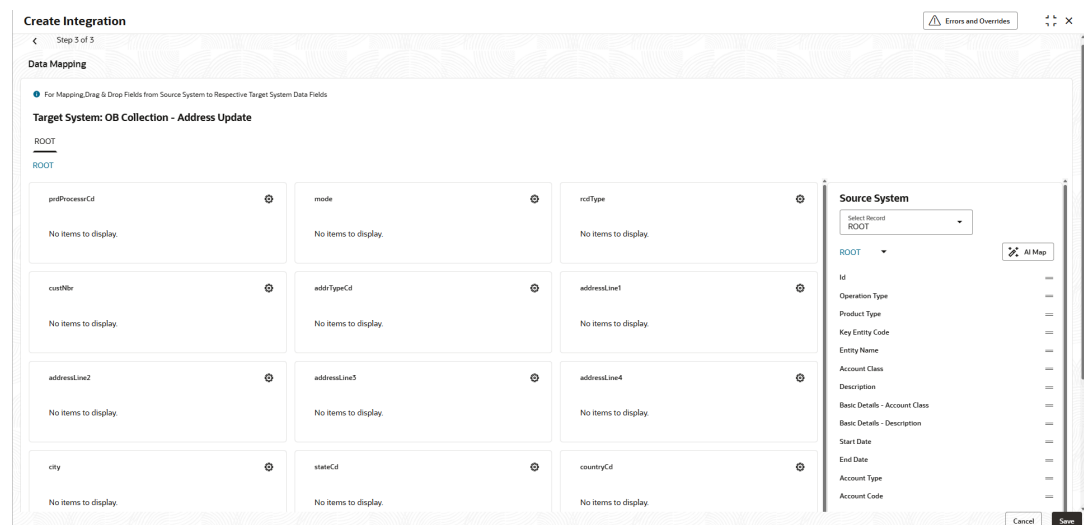 Create Integration
Errors and Overrides
Step 3 of 3
Data Mapping
For Mapping,Drag & Drop Fields from Source System to Respective Target System Data Fields
Target System: OB Collection - Address Update
ROOT
ROOT
prdProcessrCd
No items to display.
mode
No items to display.
rcdType
No items to display.
custNbr
No items to display.
addrTypeCd
No items to display.
addressLine1
No items to display.
addressLine2
No items to display.
addressLine3
No items to display.
addressLine4
No items to display.
city
No items to display.
stateCd
No items to display.
countryCd
No items to display.
Source System
Select Record
ROOT
ROOT
AI Map
Id
Operation Type
Product Type
Key Entity Code
Entity Name
Account Class
Description
Basic Details - Account Class
Basic Details - Description
Start Date
End Date
Account Type
Account Code
Cancel
Save